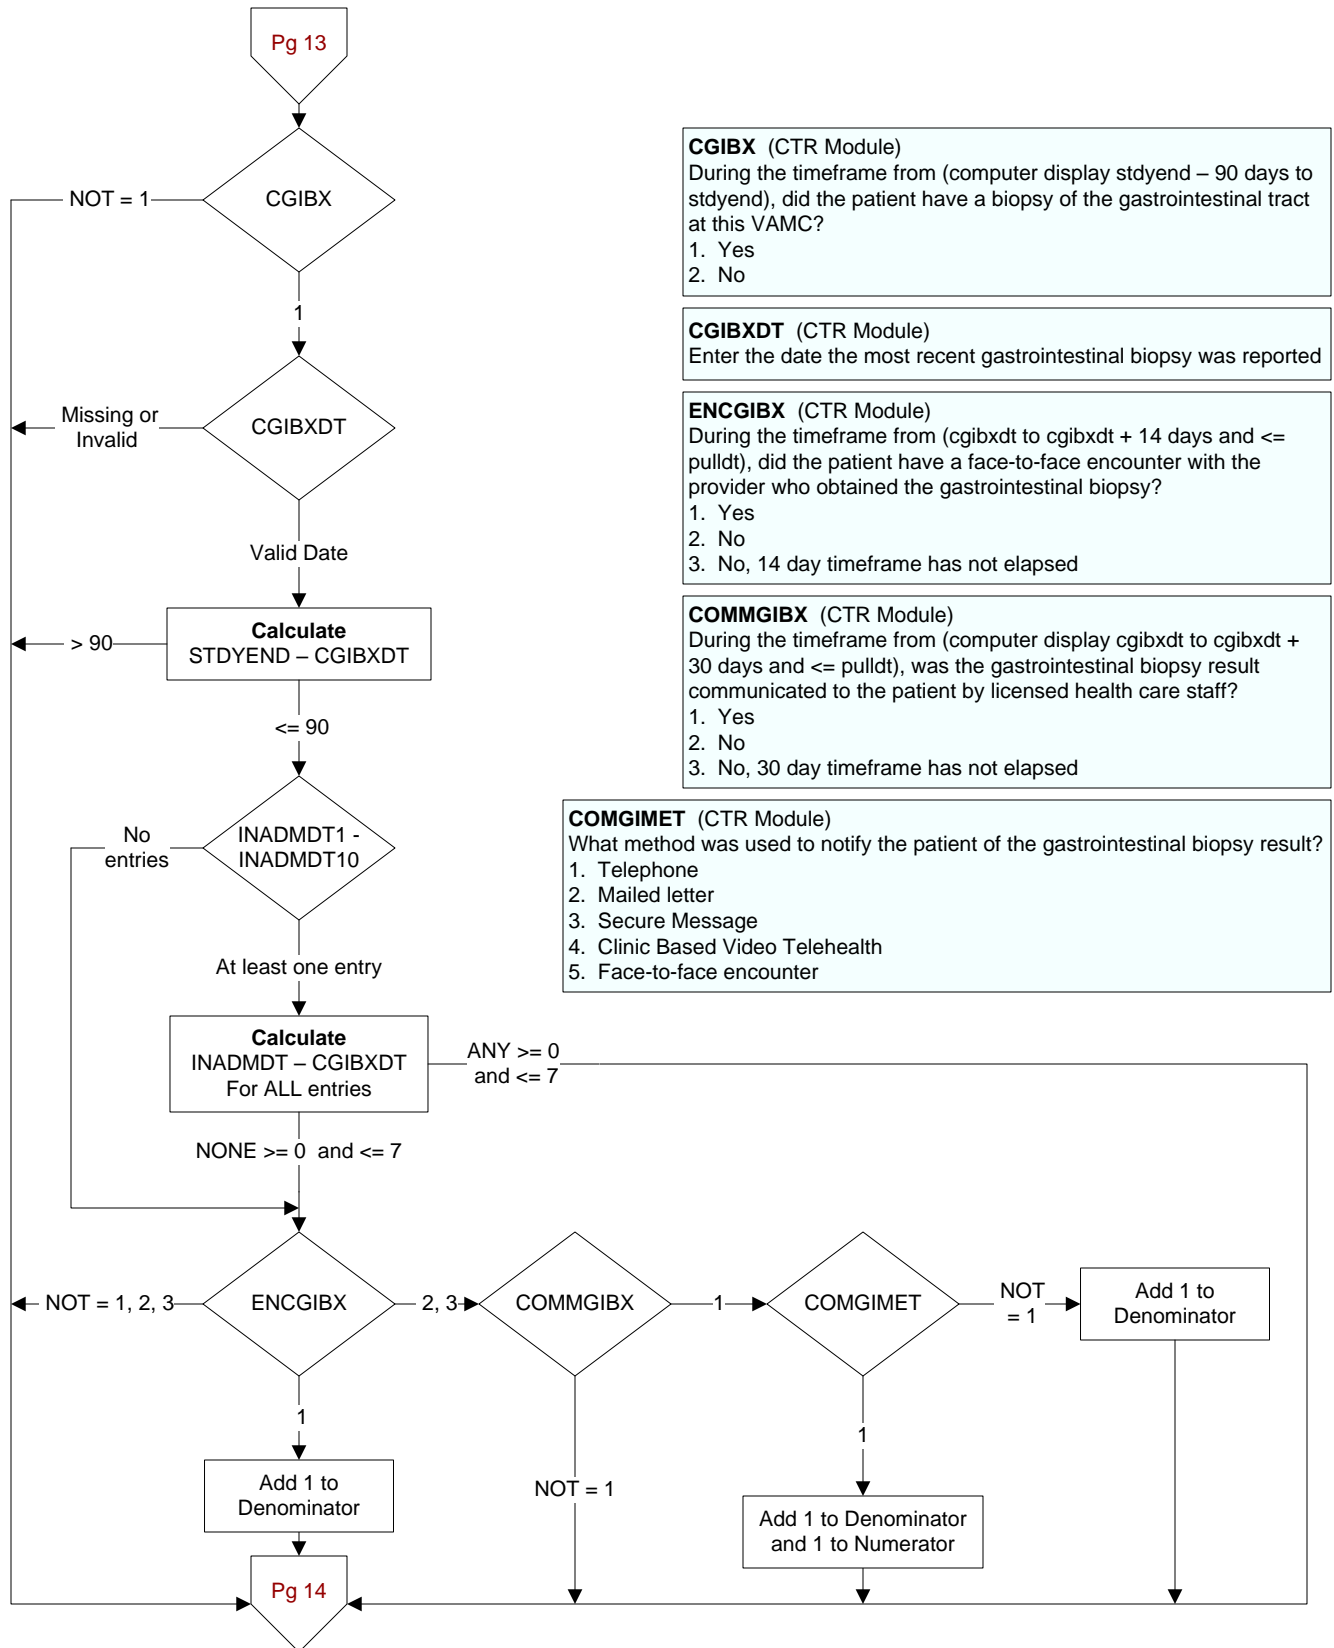 Pg 13
CGIBX
NOT = 1
1
CGIBXDT
Missing or
Invalid
Valid Date
Calculate
STDYEND – CGIBXDT
> 90
<= 90
INADMDT1 -
INADMDT10
No
entries
At least one entry
Calculate
INADMDT – CGIBXDT
For ALL entries
ANY >= 0
and <= 7
NONE >= 0 and <= 7
ENCGIBX
NOT = 1, 2, 3
2, 3
COMMGIBX
1
COMGIMET
NOT
= 1
Add 1 to
Denominator
1
Add 1 to
Denominator
NOT = 1
1
Add 1 to Denominator
and 1 to Numerator
Pg 14
CGIBX (CTR Module)
During the timeframe from (computer display stdyend – 90 days to
stdyend), did the patient have a biopsy of the gastrointestinal tract
at this VAMC?
1. Yes
2. No
CGIBXDT (CTR Module)
Enter the date the most recent gastrointestinal biopsy was reported
ENCGIBX (CTR Module)
During the timeframe from (cgibxdt to cgibxdt + 14 days and <=
pulldt), did the patient have a face-to-face encounter with the
provider who obtained the gastrointestinal biopsy?
1. Yes
2. No
3. No, 14 day timeframe has not elapsed
COMMGIBX (CTR Module)
During the timeframe from (computer display cgibxdt to cgibxdt +
30 days and <= pulldt), was the gastrointestinal biopsy result
communicated to the patient by licensed health care staff?
1. Yes
2. No
3. No, 30 day timeframe has not elapsed
COMGIMET (CTR Module)
What method was used to notify the patient of the gastrointestinal biopsy result?
1. Telephone
2. Mailed letter
3. Secure Message
4. Clinic Based Video Telehealth
5. Face-to-face encounter